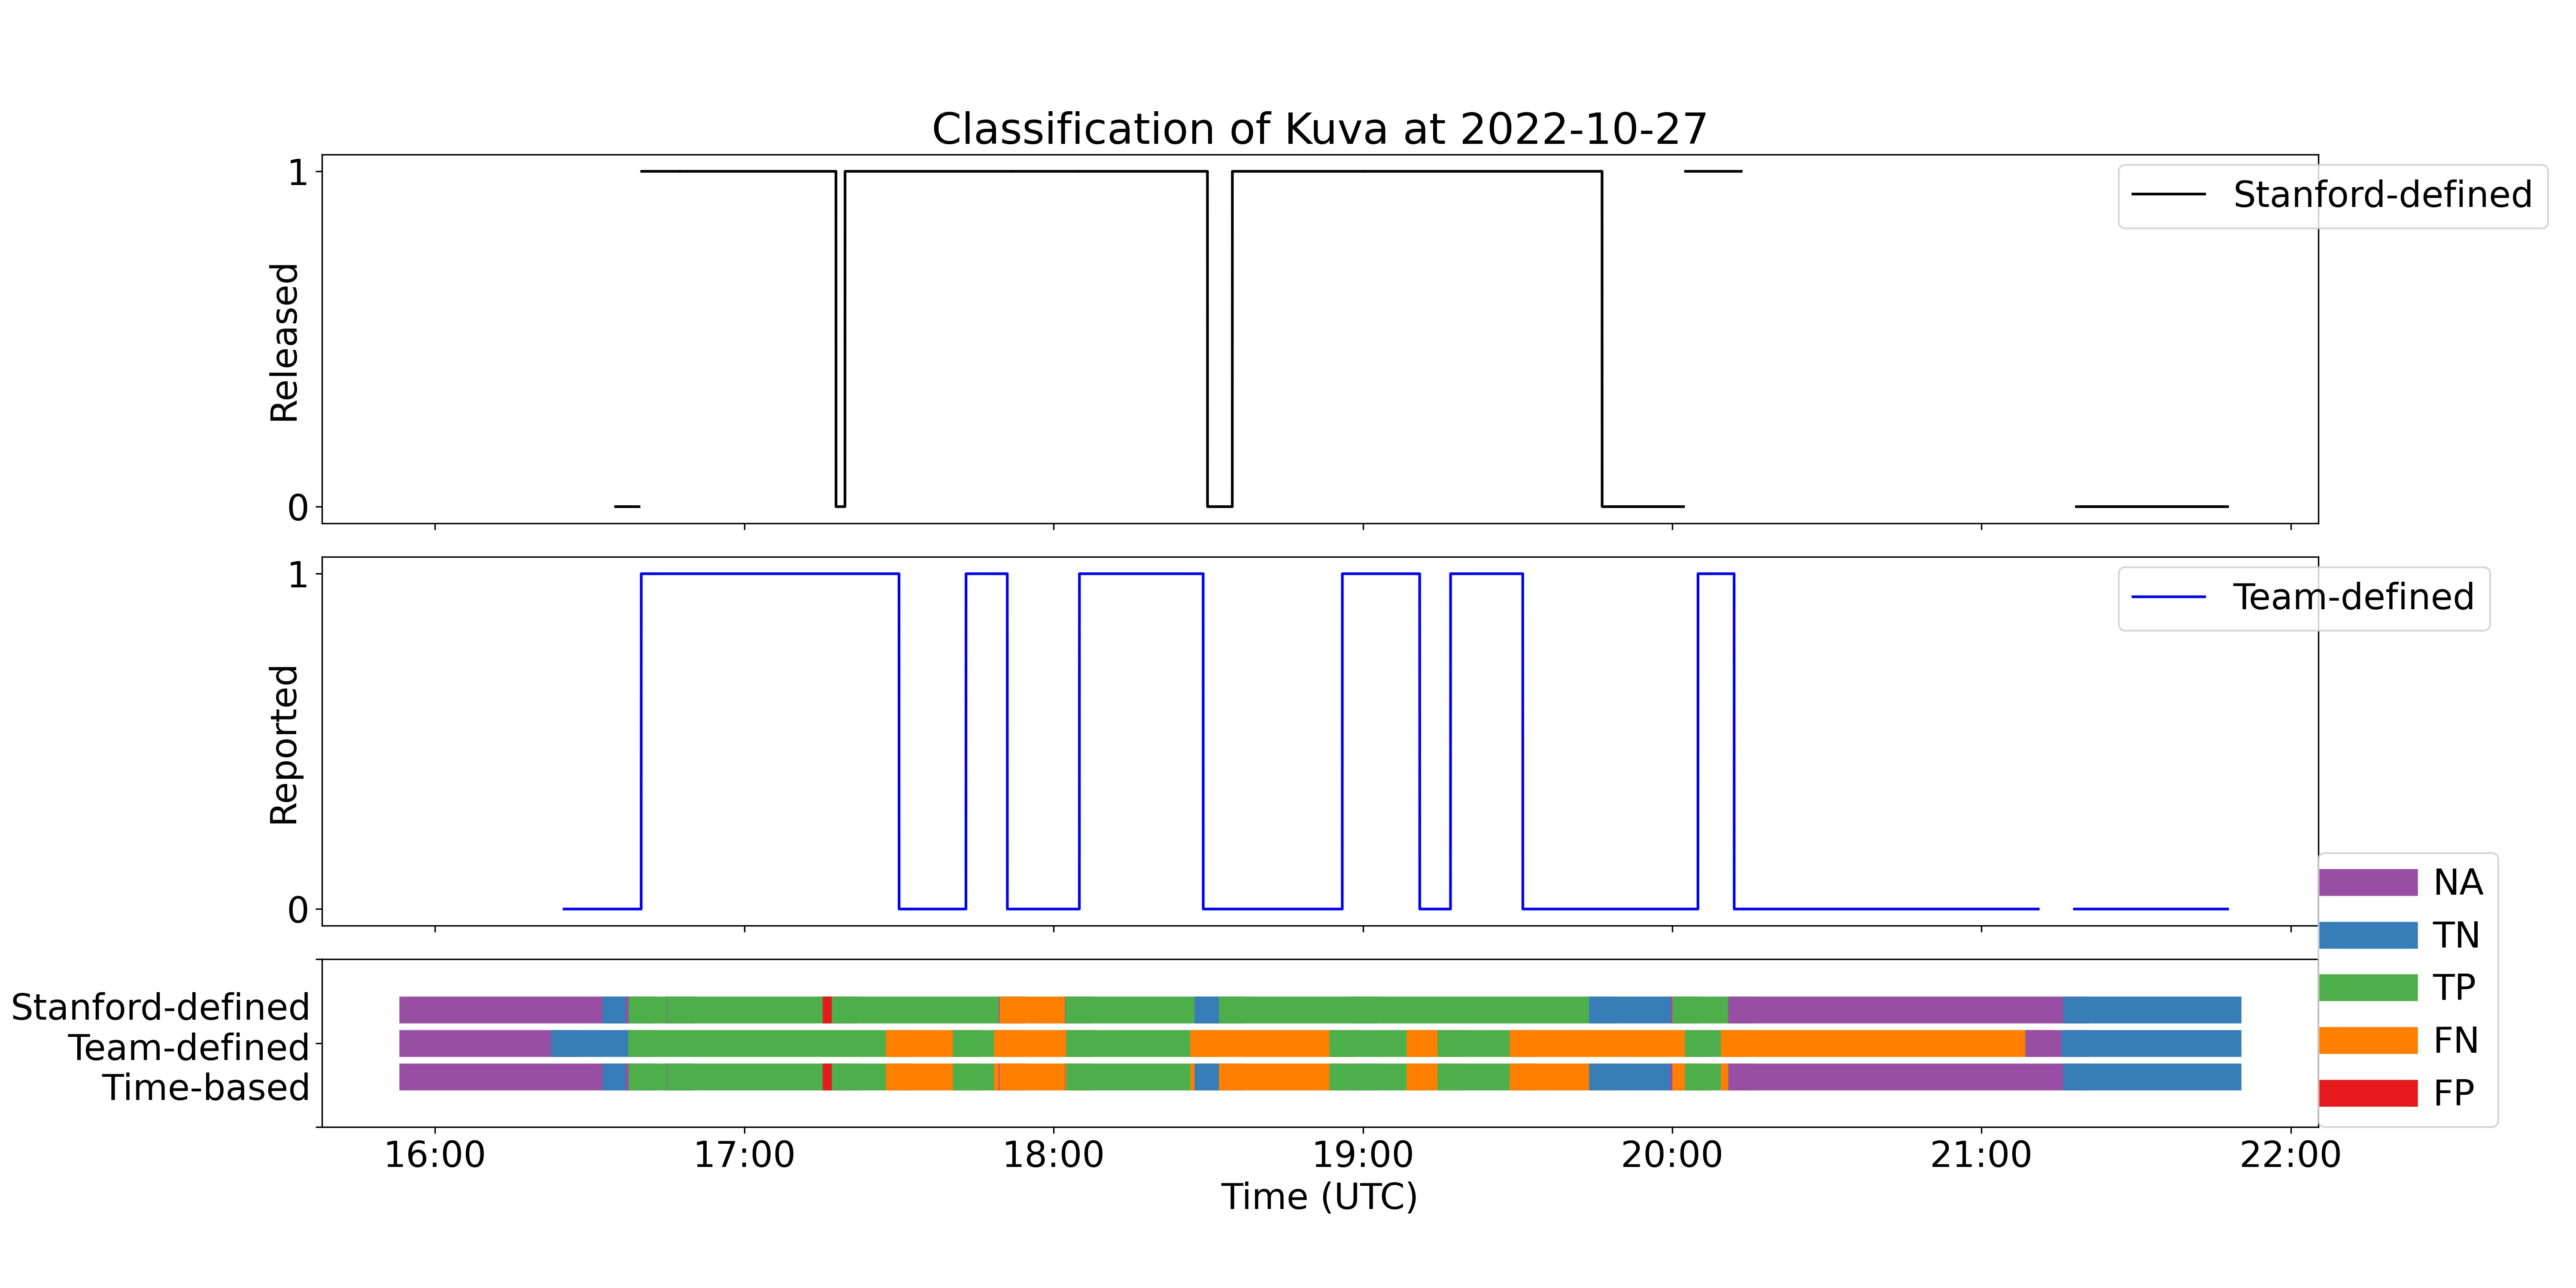 Classification of Kuva at 2022-10-27
1
Released
0
Stanford-defined
1
Reported
0
Team-defined
NA
TN
TP
FN
FP
Stanford-defined
Team-defined
Time-based
16:00 17:00 18:00 19:00 20:00 21:00 22:00
Time (UTC)